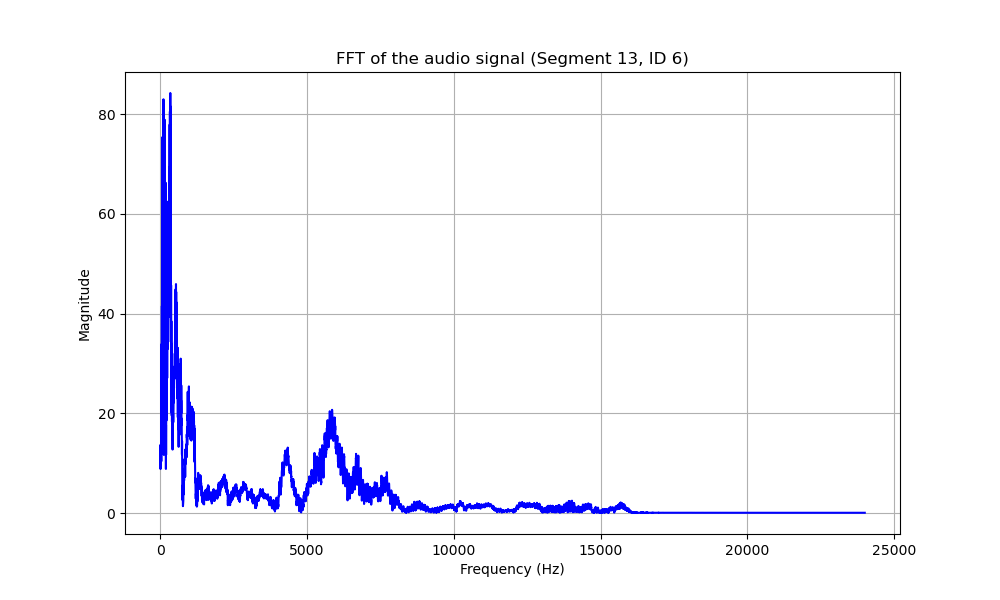 FFT of the audio signal (Segment 13, ID 6)
80
60
40
20
0
Magnitude
0 5000 10000 15000 20000 25000
Frequency (Hz)